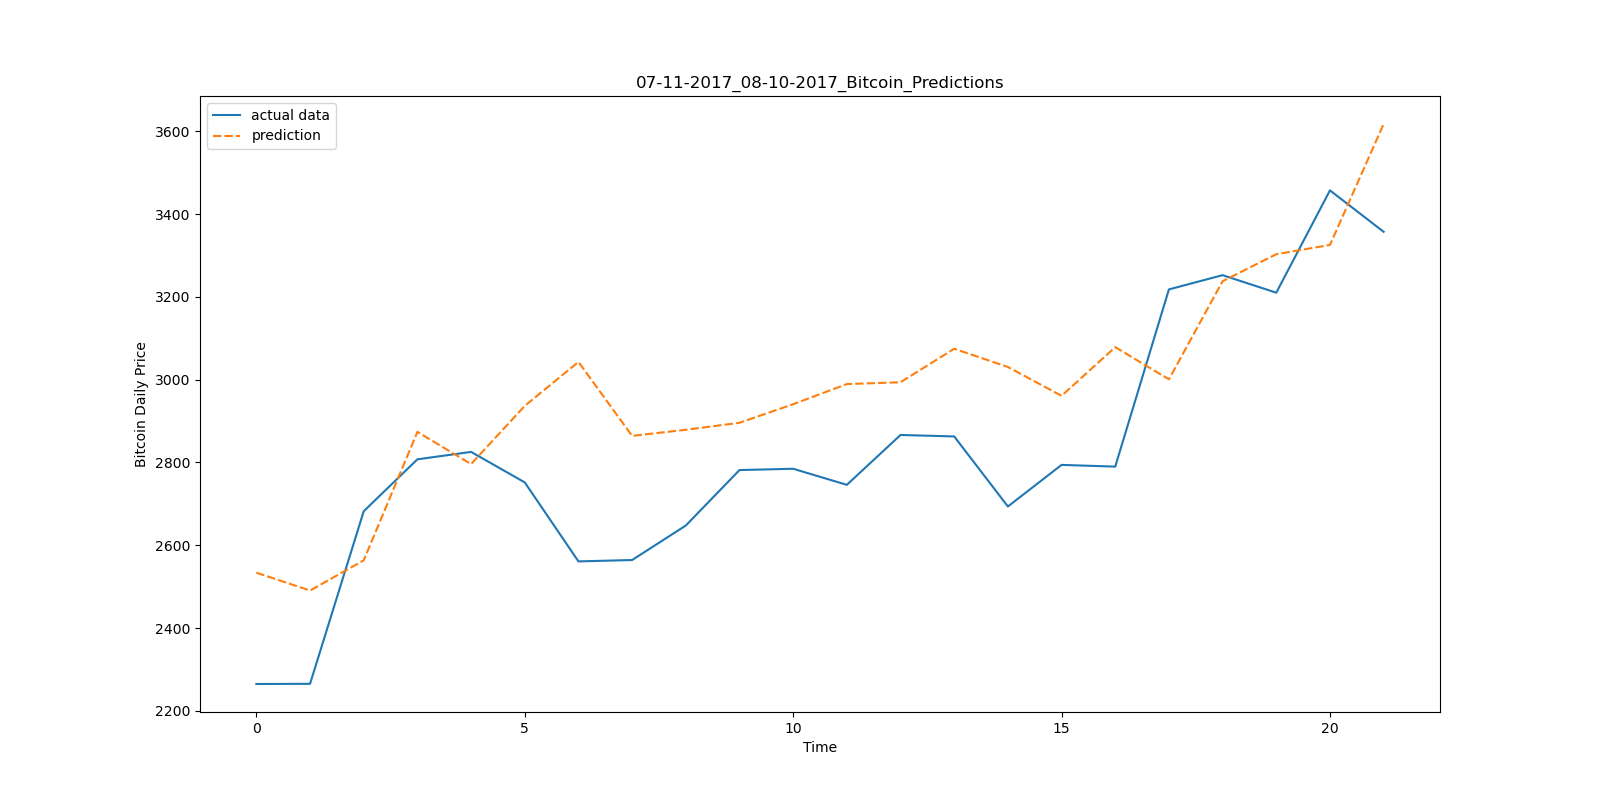 07-11-2017_08-10-2017_Bitcoin_Predictions
actual data
prediction
3600
3400
3200
3000
2800
2600
2400
2200
Bitcoin Daily Price
0 5 10 15 20
Time